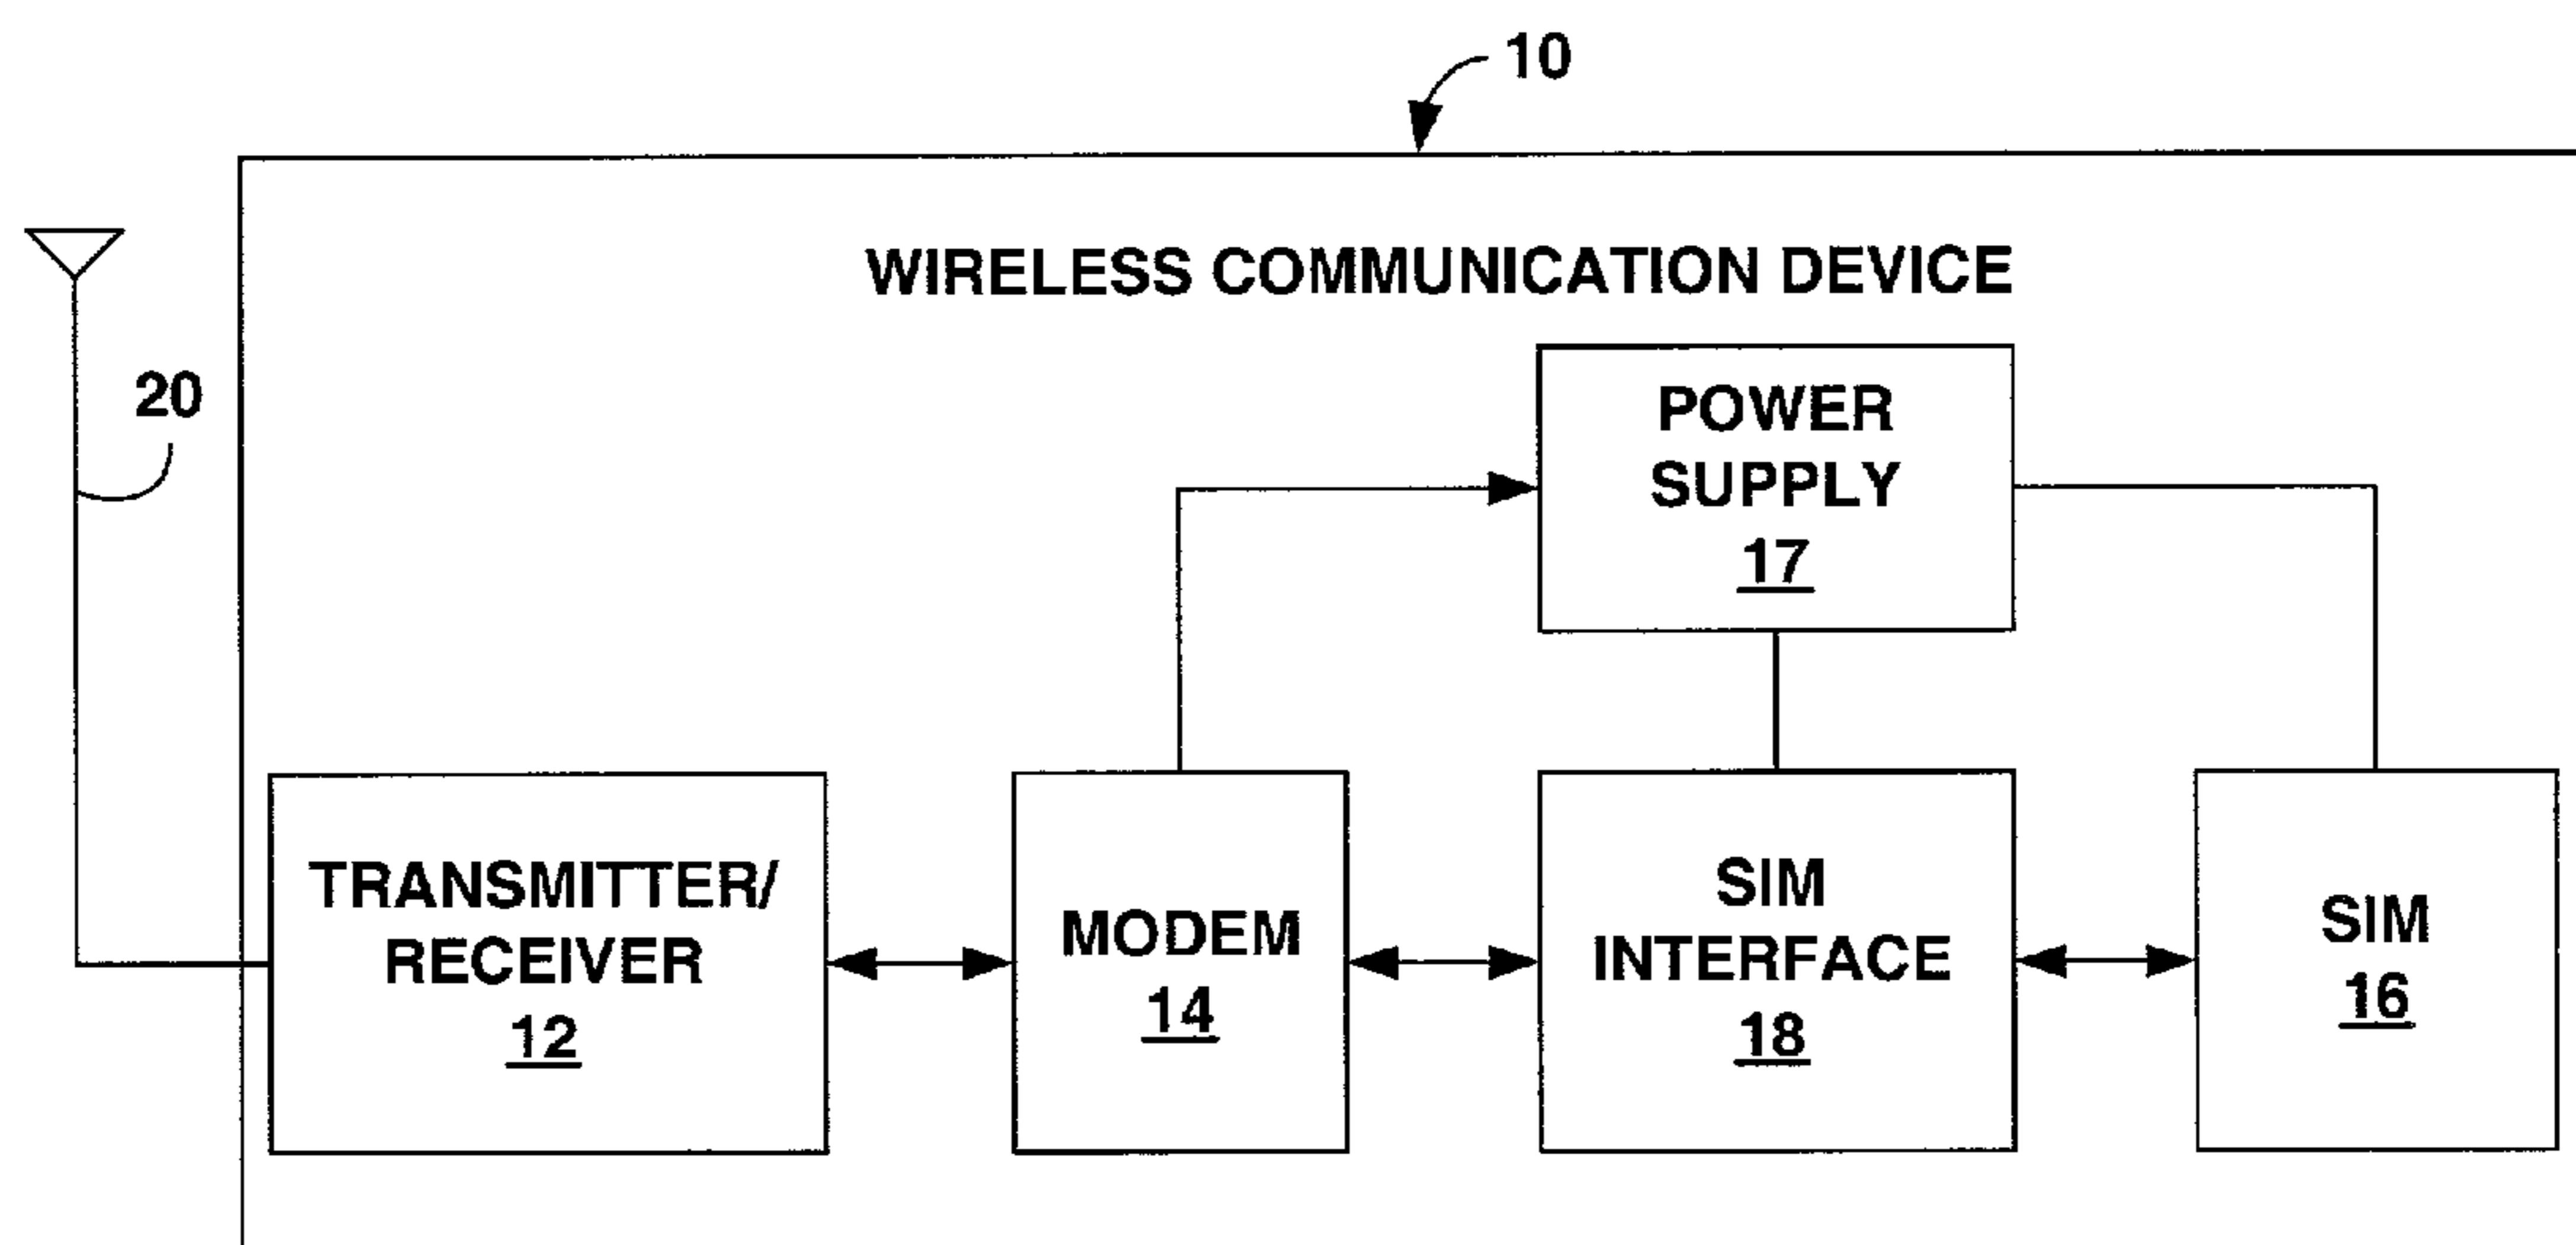 10
WIRELESS COMMUNICATION DEVICE
20
POWER
SUPPLY
17
TRANSMITTER/
RECEIVER
12
MODEM
14
SIM
INTERFACE
18
SIM
16